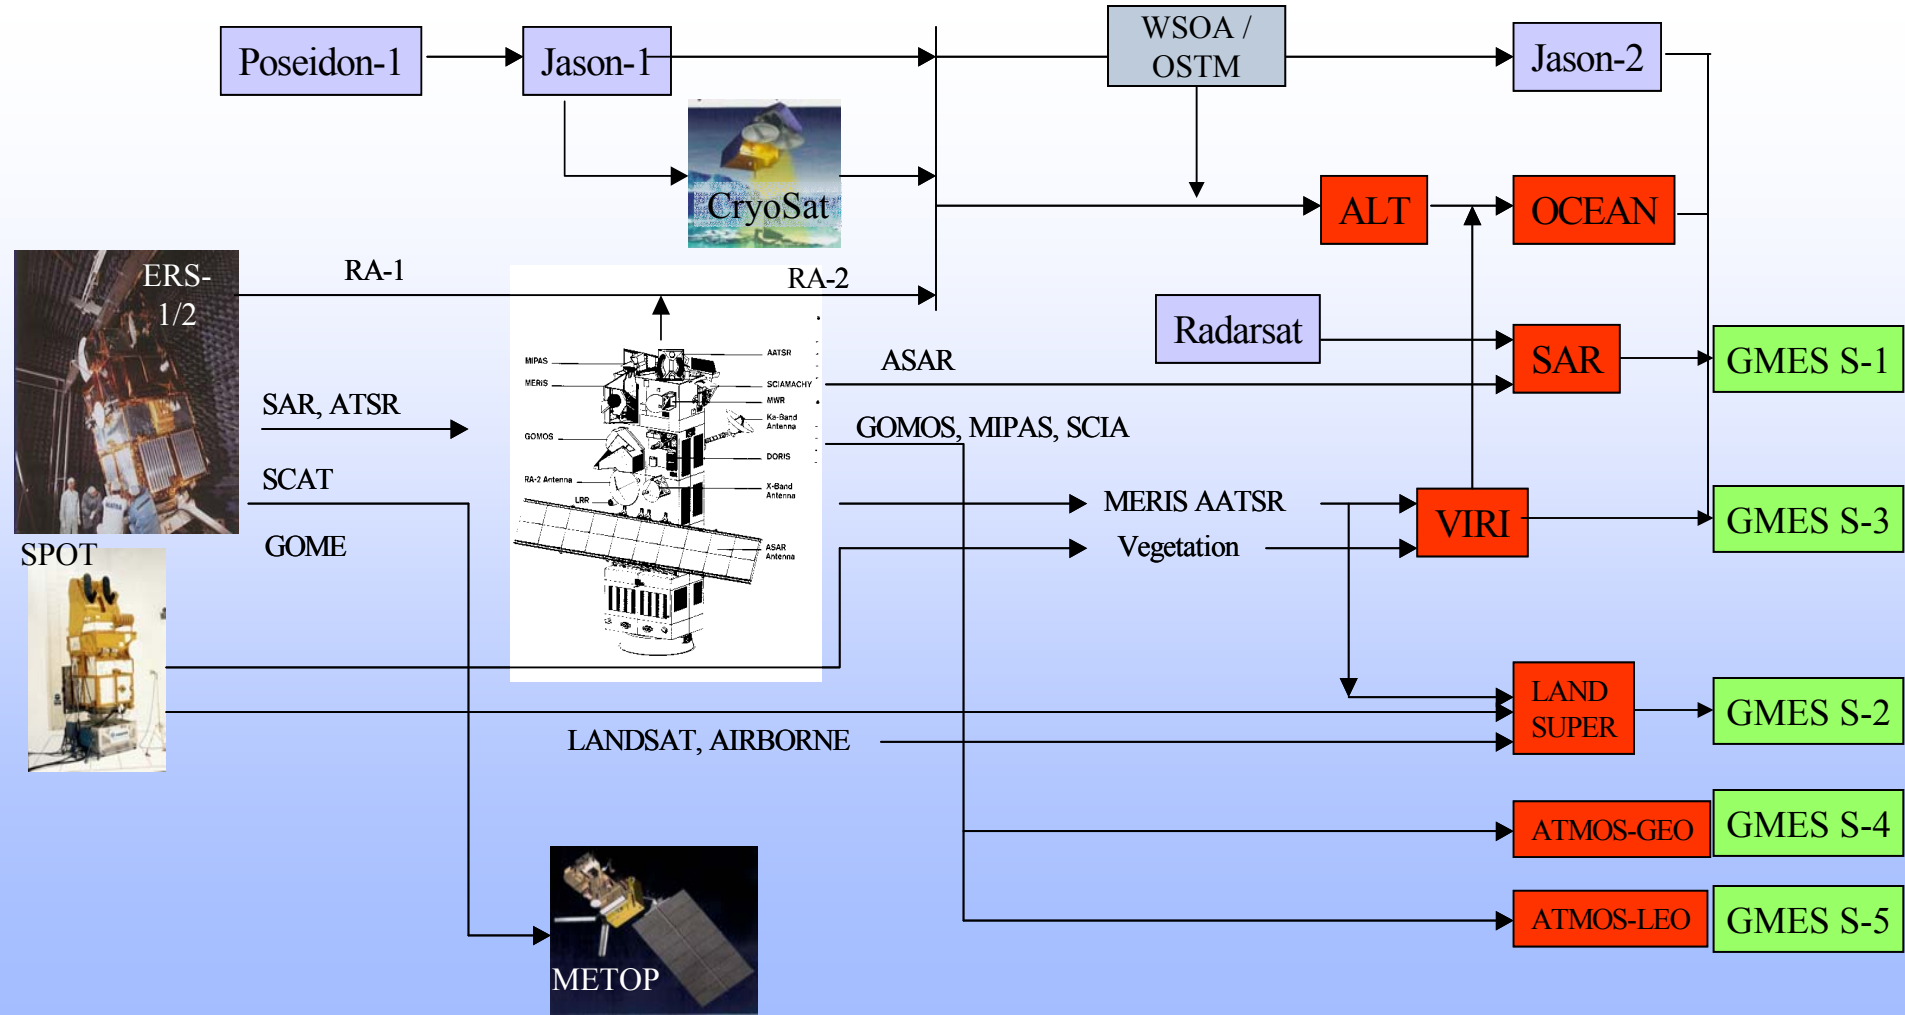 Poseidon-1
Jason-1
WSOA /
OSTM
Jason-2
CryoSat
ALT
OCEAN
ERS-
1/2
RA-1
RA-2
Radarsat
SAR
GMES S-1
MIPAS
AATSR
MERIS
SCIAMACHY
MWR
Ka-Band
Antenna
GOMOS
DORIS
RA-2 Antenna
X-Band
Antenna
LRR
ASAR
Antenna
ASAR
SAR, ATSR
GOMOS, MIPAS, SCIA
SCAT
GOME
MERIS AATSR
Vegetation
VIRI
GMES S-3
SPOT
LANDSAT, AIRBORNE
LAND
SUPER
GMES S-2
ATMOS-GEO
GMES S-4
ATMOS-LEO
GMES S-5
METOP